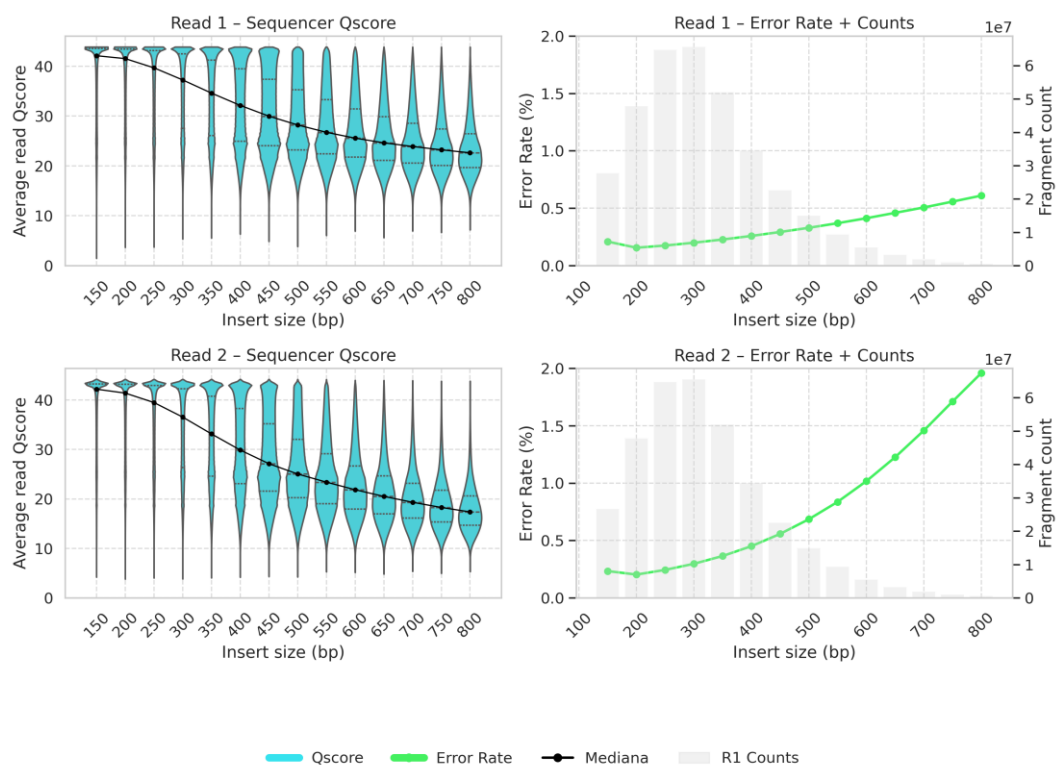 Read 1 – Sequencer Qscore
Average read Qscore
40
30
20
10
0
150 200 250 300 350 400 450 500 550 600 650 700 750 800
Insert size (bp)
Read 1 – Error Rate + Counts
1e7
Error Rate (%)
2.0
1.5
1.0
0.5
0.0
Fragment count
6
5
4
3
2
1
0
100 200 300 400 500 600 700 800
Insert size (bp)
Read 2 – Sequencer Qscore
Average read Qscore
40
30
20
10
0
150 200 250 300 350 400 450 500 550 600 650 700 750 800
Insert size (bp)
Read 2 – Error Rate + Counts
1e7
Error Rate (%)
2.0
1.5
1.0
0.5
0.0
Fragment count
6
5
4
3
2
1
0
100 200 300 400 500 600 700 800
Insert size (bp)
Qscore Error Rate Mediana R1 Counts